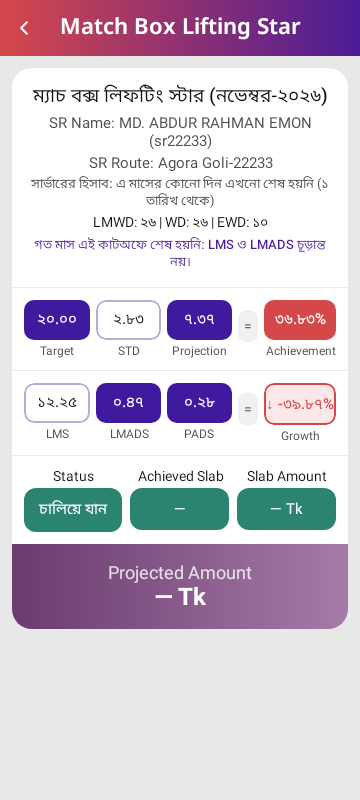 Match Box Lifting Star
ম্যাচ বক্স লিফটিং স্টার (নভেম্বর-২০২৬)
SR Name: MD. ABDUR RAHMAN EMON
(sr22233)
SR Route: Agora Goli-22233
সার্ভারের হিসাব: এ মাসের কোনো দিন এখনো শেষ হয়নি (১
তারিখ থেকে)
LMWD: ২৬ | WD: ২৬ | EWD: ১০
গত মাস এই কাটঅফে শেষ হয়নি: LMS ও LMADS চূড়ান্ত
নয়।
২০.০০ ২.৮৩ ৭.৩৭ = ৩৬.৮৩%
Target STD Projection Achievement
১২.২৫ ০.৪৭ ০.২৮ = ↓ -৩৯.৮৭%
LMS LMADS PADS Growth
Status Achieved Slab Slab Amount
চালিয়ে যান — — Tk
Projected Amount
— Tk